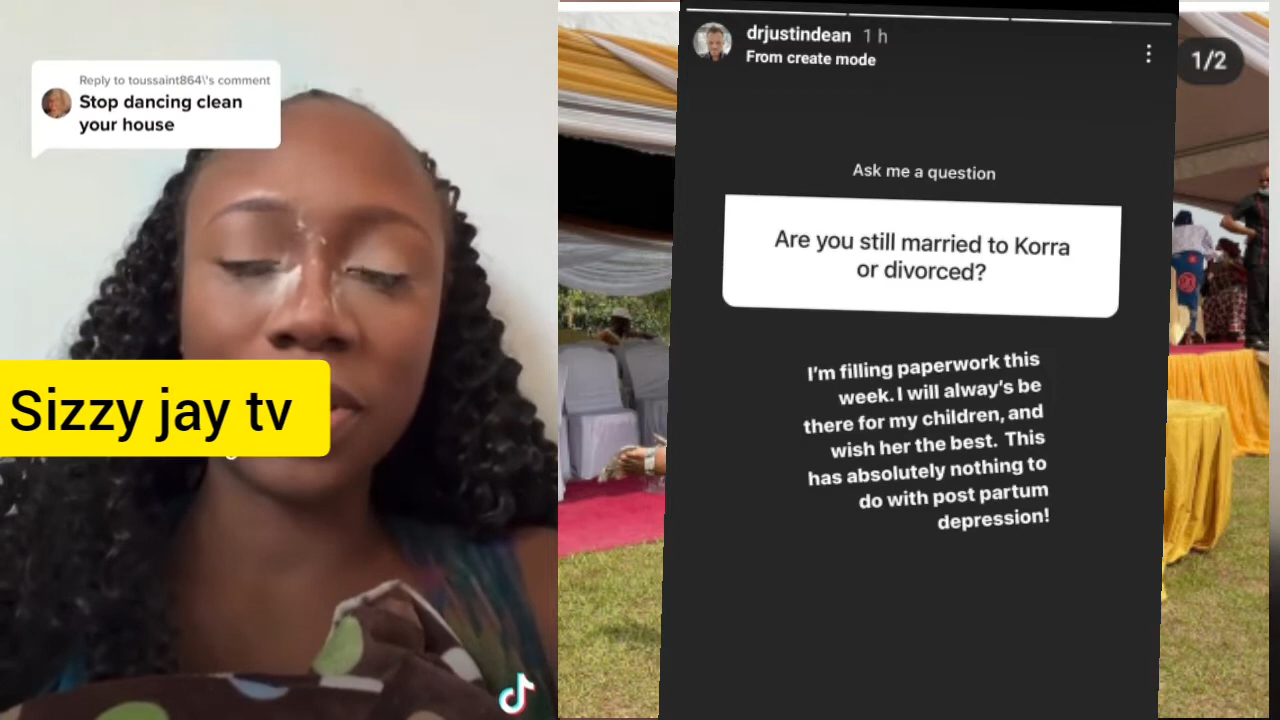 Reply to toussaint864\'s comment
Stop dancing clean
your house
Sizzy jay tv
drjustindean 1 h
From create mode
1/2
Ask me a question
Are you still married to Korra
or divorced?
I'm filling paperwork this
week. I will alway's be
there for my children, and
wish her the best. This
has absolutely nothing to
do with post partum
depression!